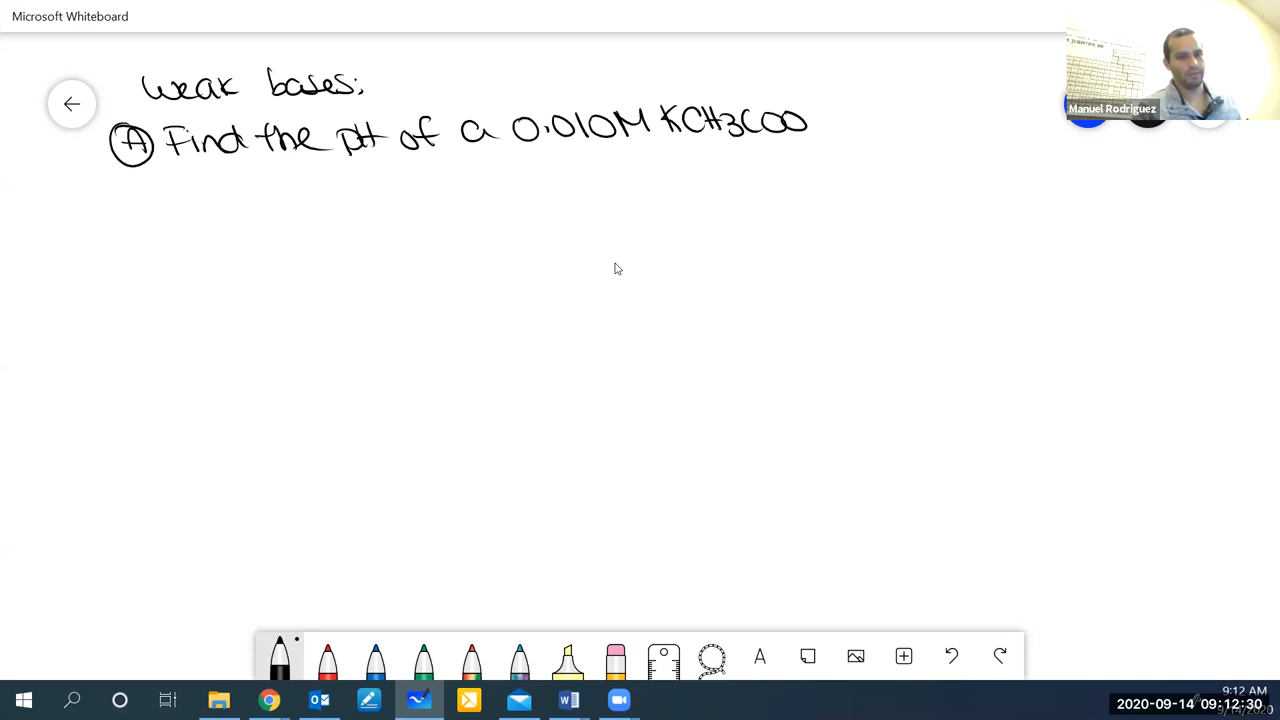 Microsoft Whiteboard
weak bases:
(A) Find the pH of a 0.010M KCH3COO
Manuel Rodriguez
A
9:12 AM
2020-09-14 09:12:30